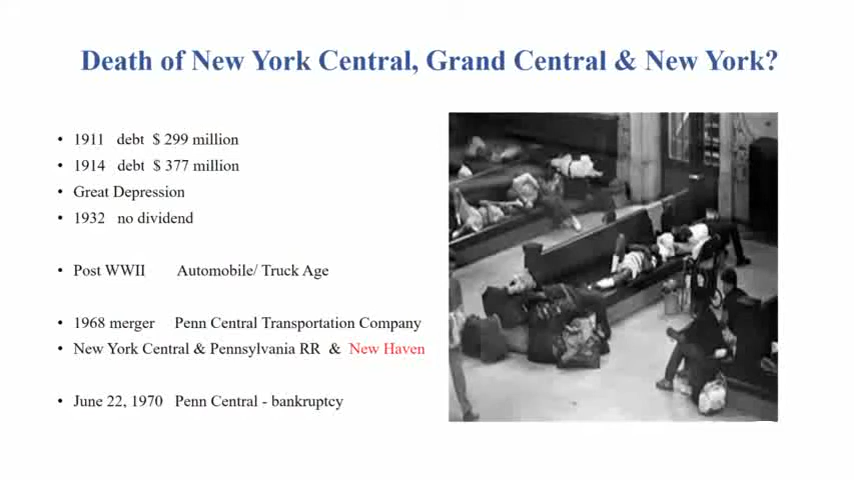 Death of New York Central, Grand Central & New York?
• 1911 debt $ 299 million
• 1914 debt $ 377 million
• Great Depression
• 1932 no dividend
• Post WWII Automobile/ Truck Age
• 1968 merger Penn Central Transportation Company
• New York Central & Pennsylvania RR & New Haven
• June 22, 1970 Penn Central - bankruptcy